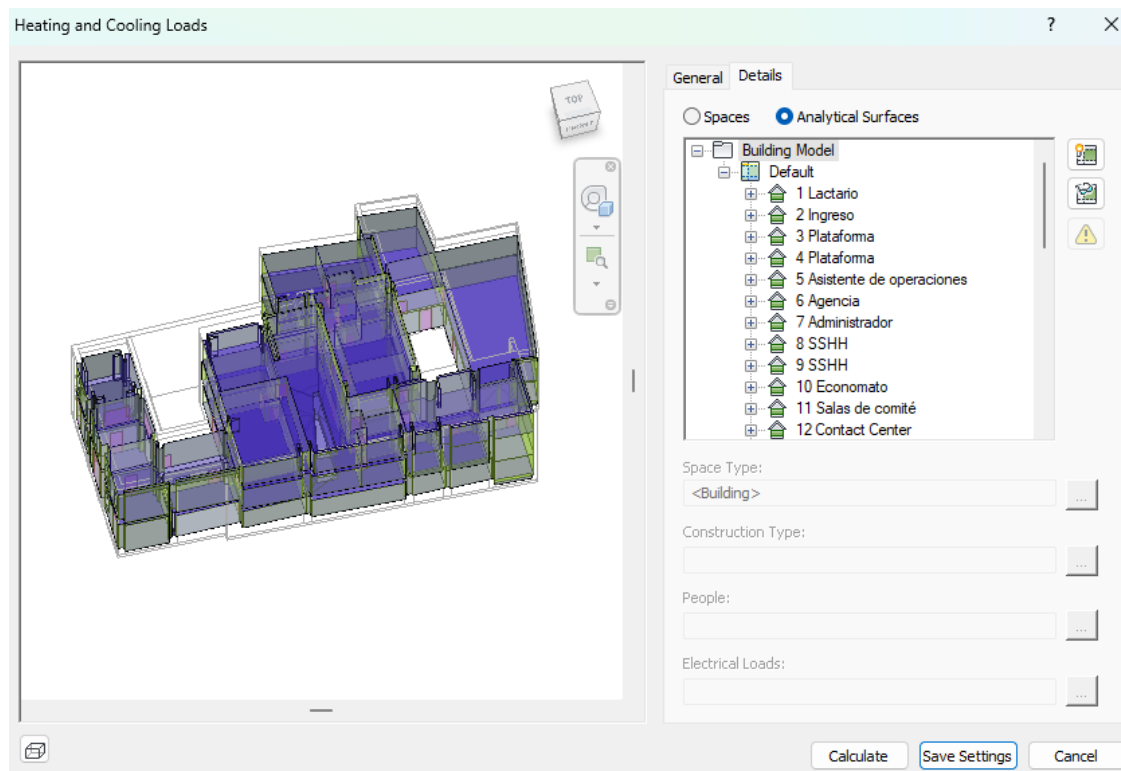 Heating and Cooling Loads
?
TOP
General Details
Spaces Analytical Surfaces
Building Model
Default
1 Lactario
2 Ingreso
3 Plataforma
4 Plataforma
5 Asistente de operaciones
6 Agencia
7 Administrador
8 SSHH
9 SSHH
10 Economato
11 Salas de comité
12 Contact Center
Space Type:
<Building>
...
Construction Type:
...
People:
...
Electrical Loads:
...
Calculate Save Settings Cancel